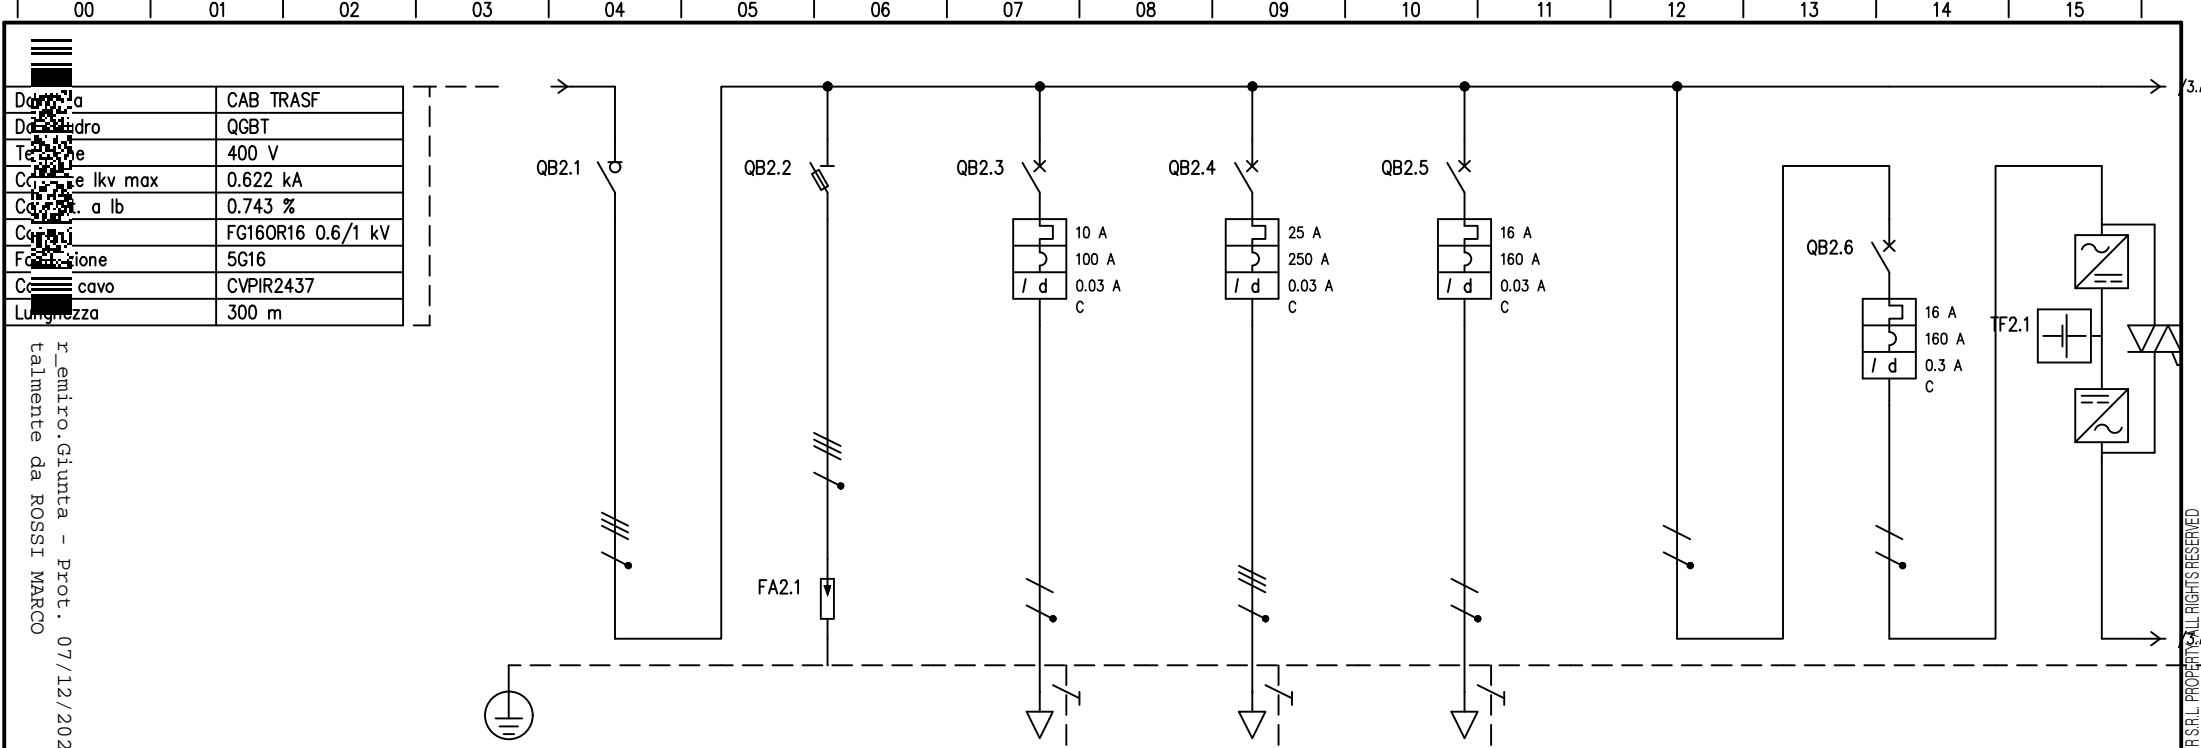 00 01 02 03 04 05 06 07 08 09 10 11 12 13 14 15
CAB TRASF
QGBT
400 V
Ikv max 0.622 kA
a Ib 0.743 %
FG16OR16 0.6/1 kV
5G16
cavo CVPIR2437
300 m
QB2.1
QB2.2
QB2.3
QB2.4
QB2.5
10 A
100 A
I d 0.03 A
C
25 A
250 A
I d 0.03 A
C
16 A
160 A
I d 0.03 A
C
QB2.6
16 A
160 A
I d 0.3 A
C
TF2.1
FA2.1
r_emiro.Giunta - Prot. 07/12/202
talmente da ROSSI MARCO
R S.R.L. PROPERTY. ALL RIGHTS RESERVED